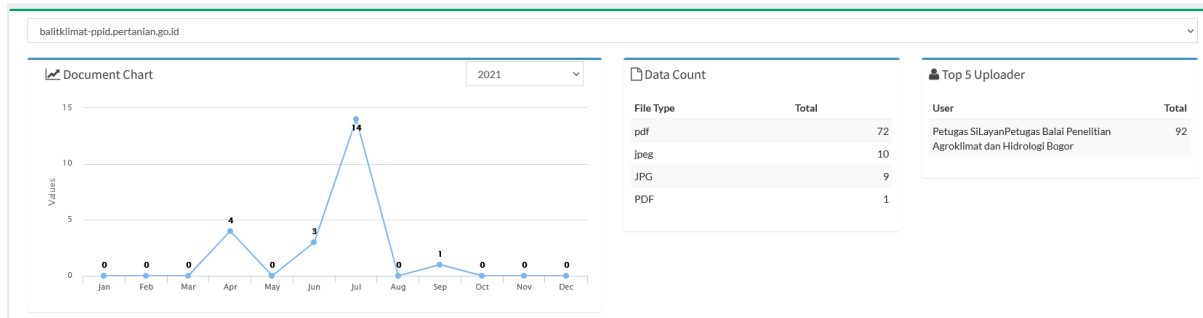 balitklimat-ppid.pertanian.go.id
Document Chart
2021
15
10
5
0
Values
0
0
0
4
0
3
14
0
1
0
0
0
Jan Feb Mar Apr May Jun Jul Aug Sep Oct Nov Dec
Data Count
File Type Total
pdf 72
jpeg 10
JPG 9
PDF 1
Top 5 Uploader
User Total
Petugas SiLayanPetugas Balai Penelitian 92
Agroklimat dan Hidrologi Bogor